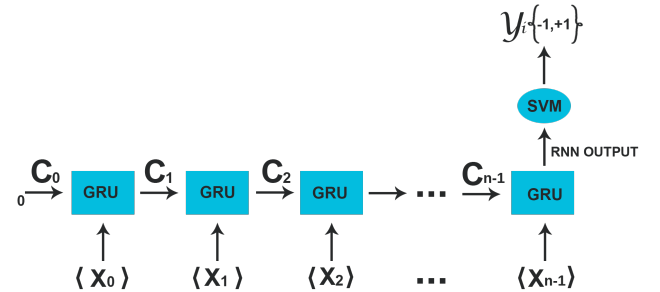 yi{-1,+1}
SVM
RNN OUTPUT
C0 C1 C2 ... Cn-1
0 GRU GRU GRU ... GRU
⟨X0⟩ ⟨X1⟩ ⟨X2⟩ ... ⟨Xn-1⟩